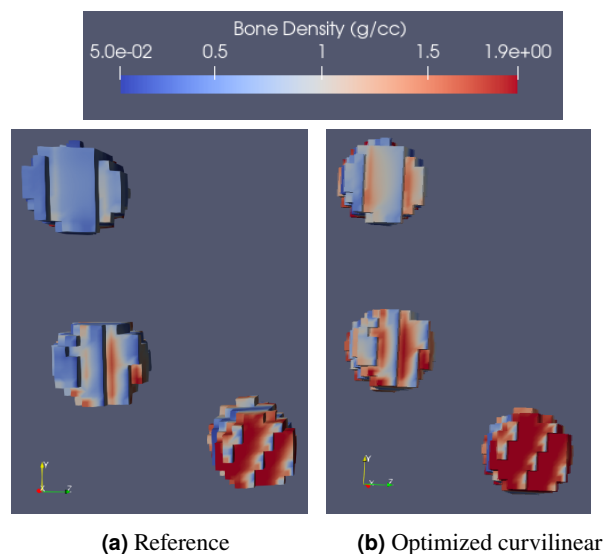 Bone Density (g/cc)
5.0e-02 0.5 1 1.5 1.9e+00
Y
X Z
Y
X Z
(a) Reference
(b) Optimized curvilinear